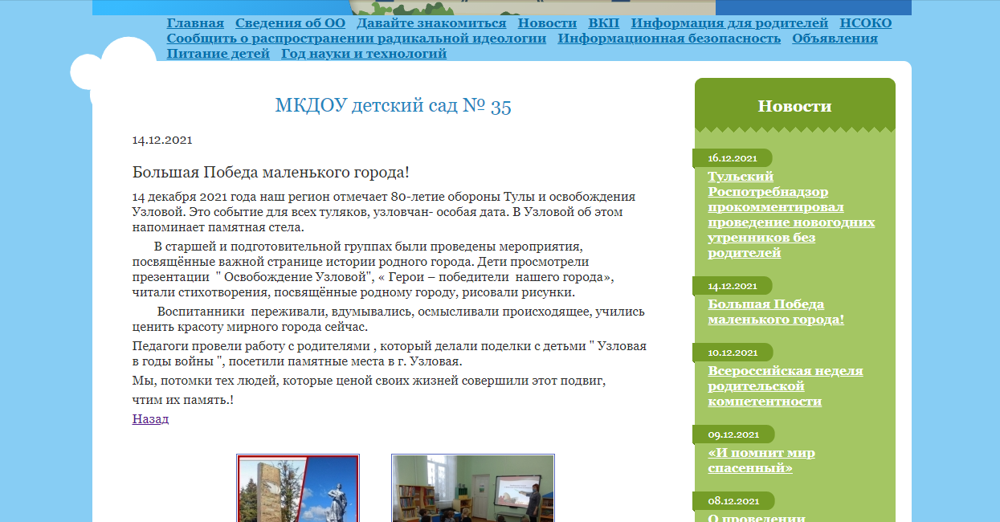 Главная Сведения об ОО Давайте знакомиться Новости ВКП Информация для родителей НСОКО
Сообщить о распространении радикальной идеологии Информационная безопасность Объявления
Питание детей Год науки и технологий
МКДОУ детский сад № 35
14.12.2021
Большая Победа маленького города!
14 декабря 2021 года наш регион отмечает 80-летие обороны Тулы и освобождения
Узловой. Это событие для всех туляков, узловчан- особая дата. В Узловой об этом
напоминает памятная стела.
В старшей и подготовительной группах были проведены мероприятия,
посвящённые важной странице истории родного города. Дети просмотрели
презентации " Освобождение Узловой", « Герои – победители нашего города»,
читали стихотворения, посвящённые родному городу, рисовали рисунки.
Воспитанники переживали, вдумывались, осмысливали происходящее, учились
ценить красоту мирного города сейчас.
Педагоги провели работу с родителями , который делали поделки с детьми " Узловая
в годы войны ", посетили памятные места в г. Узловая.
Мы, потомки тех людей, которые ценой своих жизней совершили этот подвиг,
чтим их память.!
Назад
Новости
16.12.2021
Тульский
Роспотребнадзор
прокомментировал
проведение новогодних
утренников без
родителей
14.12.2021
Большая Победа
маленького города!
10.12.2021
Всероссийская неделя
родительской
компетентности
09.12.2021
«И помнит мир
спасенный»
08.12.2021
О проведении